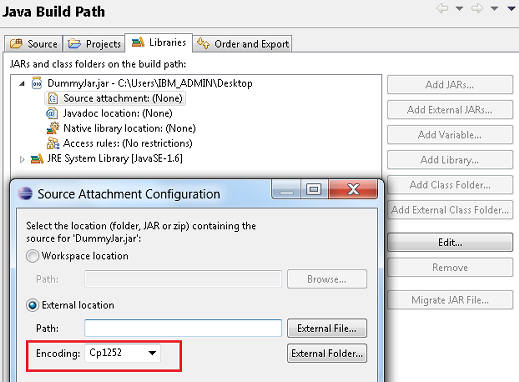 Java Build Path
Source
Projects
Libraries
Order and Export
JARs and class folders on the build path:
DummyJar.jar - C:\Users\IBM_ADMIN\Desktop
Source attachment: (None)
Javadoc location: (None)
Native library location: (None)
Access rules: (No restrictions)
JRE System Library [JavaSE-1.6]
Add JARs...
Add External JARs...
Add Variable...
Add Library...
Add Class Folder...
Add External Class Folder...
Edit...
Remove
Migrate JAR File...
Source Attachment Configuration
Select the location (folder, JAR or zip) containing the
source for 'DummyJar.jar':
Workspace location
Path:
Browse...
External location
Path:
External File...
Encoding: Cp1252
External Folder...